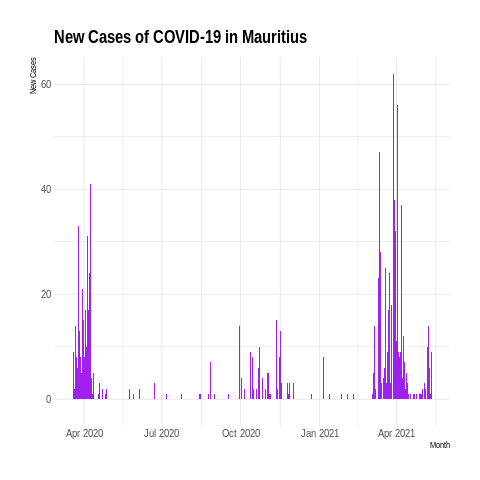 New Cases of COVID-19 in Mauritius
New Cases
60
40
20
0
Apr 2020
Jul 2020
Oct 2020
Jan 2021
Apr 2021
Month